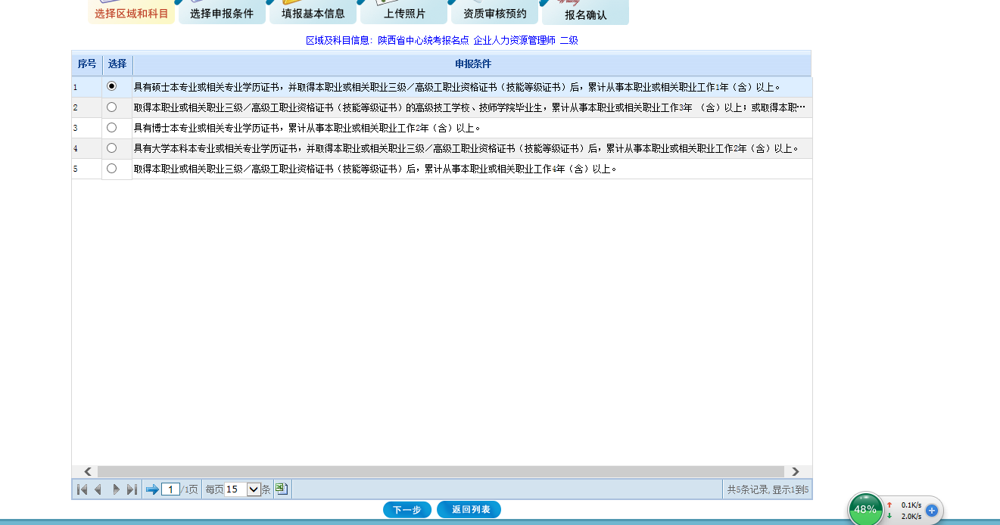 选择区域和科目 选择申报条件 填报基本信息 上传照片 资质审核预约 报名确认
区域及科目信息：陕西省中心统考报名点 企业人力资源管理师 二级
序号 选择 申报条件
1 具有硕士本专业或相关专业学历证书，并取得本职业或相关职业三级／高级工职业资格证书（技能等级证书）后，累计从事本职业或相关职业工作1年（含）以上。
2 取得本职业或相关职业三级／高级工职业资格证书（技能等级证书）的高级技工学校、技师学院毕业生，累计从事本职业或相关职业工作3年 （含）以上；或取得本职…
3 具有博士本专业或相关专业学历证书，累计从事本职业或相关职业工作2年（含）以上。
4 具有大学本科本专业或相关专业学历证书，并取得本职业或相关职业三级／高级工职业资格证书（技能等级证书）后，累计从事本职业或相关职业工作2年（含）以上。
5 取得本职业或相关职业三级／高级工职业资格证书（技能等级证书）后，累计从事本职业或相关职业工作4年（含）以上。
1 /1页 每页 15 条 共5条记录,显示1到5
下一步 返回列表
48% 0.1K/s
2.0K/s